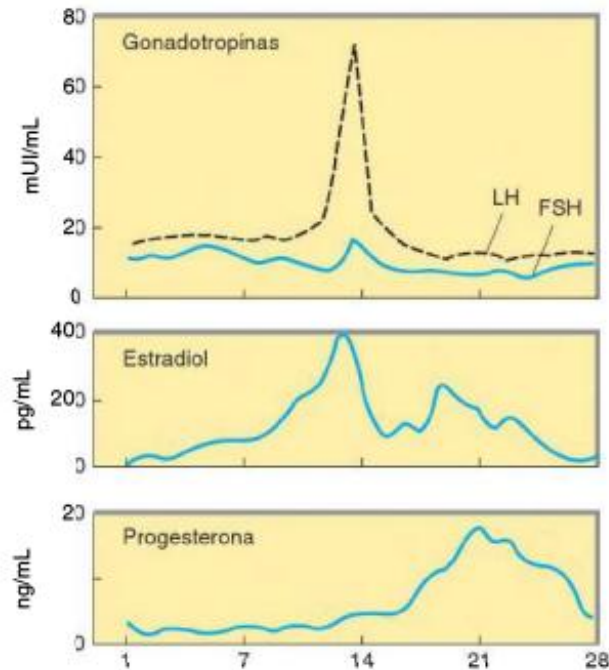 80
Gonadotropinas
60
mUI/mL
40
20
LH
FSH
0
400
Estradiol
pg/mL
200
0
20
Progesterona
ng/mL
0
1 7 14 21 28